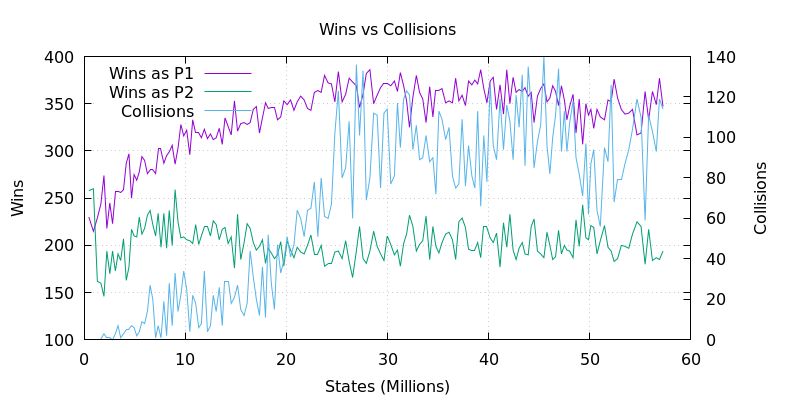 Wins vs Collisions
Wins as P1
Wins as P2
Collisions
400
350
300
250
200
150
100
140
120
100
80
60
40
20
0
Wins
Collisions
0 10 20 30 40 50 60
States (Millions)